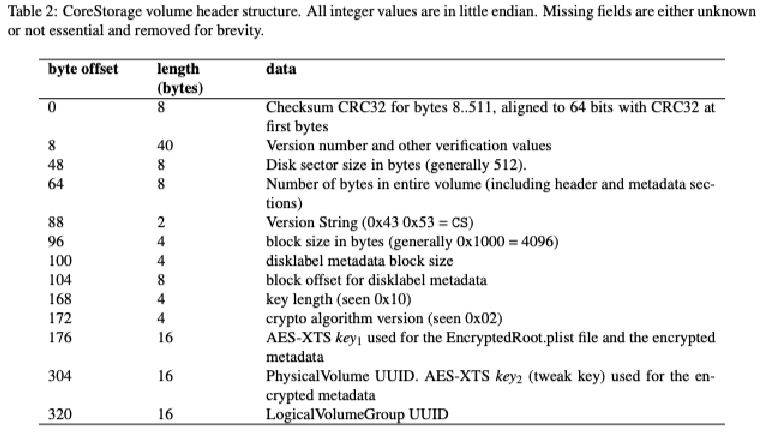 Table 2: CoreStorage volume header structure. All integer values are in little endian. Missing fields are either unknown
or not essential and removed for brevity.
byte offset length data
(bytes)
0 8 Checksum CRC32 for bytes 8..511, aligned to 64 bits with CRC32 at
first bytes
8 40 Version number and other verification values
48 8 Disk sector size in bytes (generally 512).
64 8 Number of bytes in entire volume (including header and metadata sec-
tions)
88 2 Version String (0x43 0x53 = CS)
96 4 block size in bytes (generally 0x1000 = 4096)
100 4 disklabel metadata block size
104 8 block offset for disklabel metadata
168 4 key length (seen 0x10)
172 4 crypto algorithm version (seen 0x02)
176 16 AES-XTS key₁ used for the EncryptedRoot.plist file and the encrypted
metadata
304 16 PhysicalVolume UUID. AES-XTS key₂ (tweak key) used for the en-
crypted metadata
320 16 LogicalVolumeGroup UUID